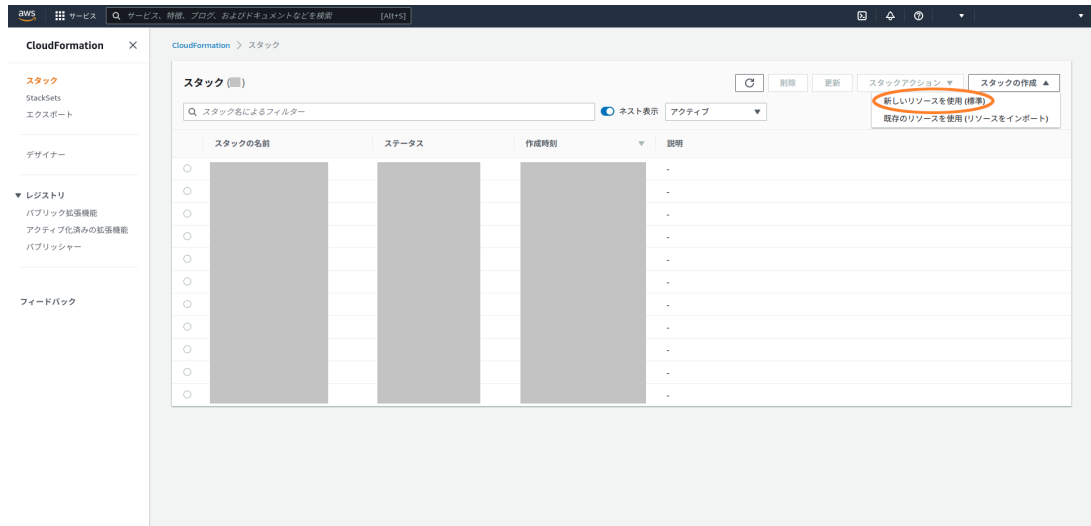 aws サービス サービス、特徴、ブログ、およびドキュメントなどを検索 [Alt+S]
CloudFormation
スタック
StackSets
エクスポート
デザイナー
レジストリ
パブリック拡張機能
アクティブ化済みの拡張機能
パブリッシャー
フィードバック
CloudFormation > スタック
スタック ( )
削除 更新 スタックアクション スタックの作成
新しいリソースを使用 (標準)
既存のリソースを使用 (リソースをインポート)
スタック名によるフィルター ネスト表示 アクティブ
スタックの名前 ステータス 作成時刻 説明
-
-
-
-
-
-
-
-
-
-
-